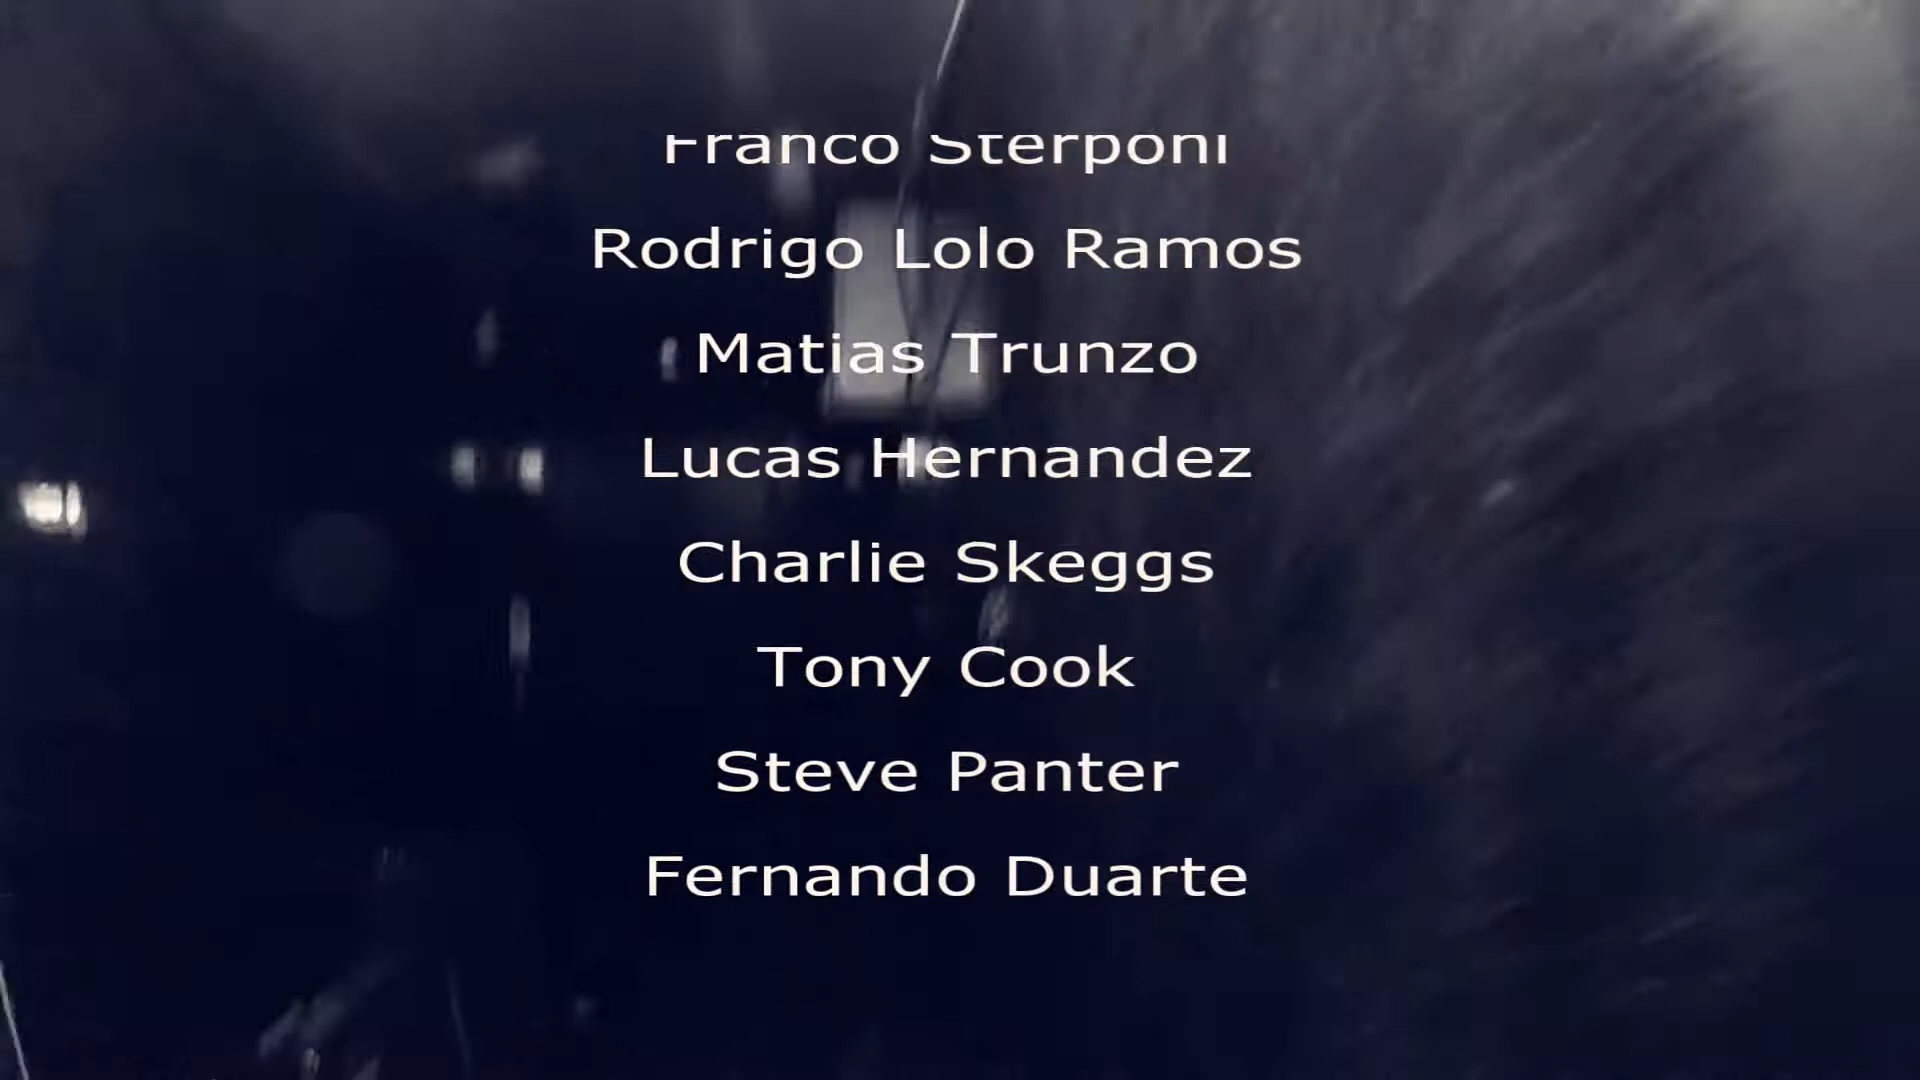 Franco Sterponi
Rodrigo Lolo Ramos
Matias Trunzo
Lucas Hernandez
Charlie Skeggs
Tony Cook
Steve Panter
Fernando Duarte